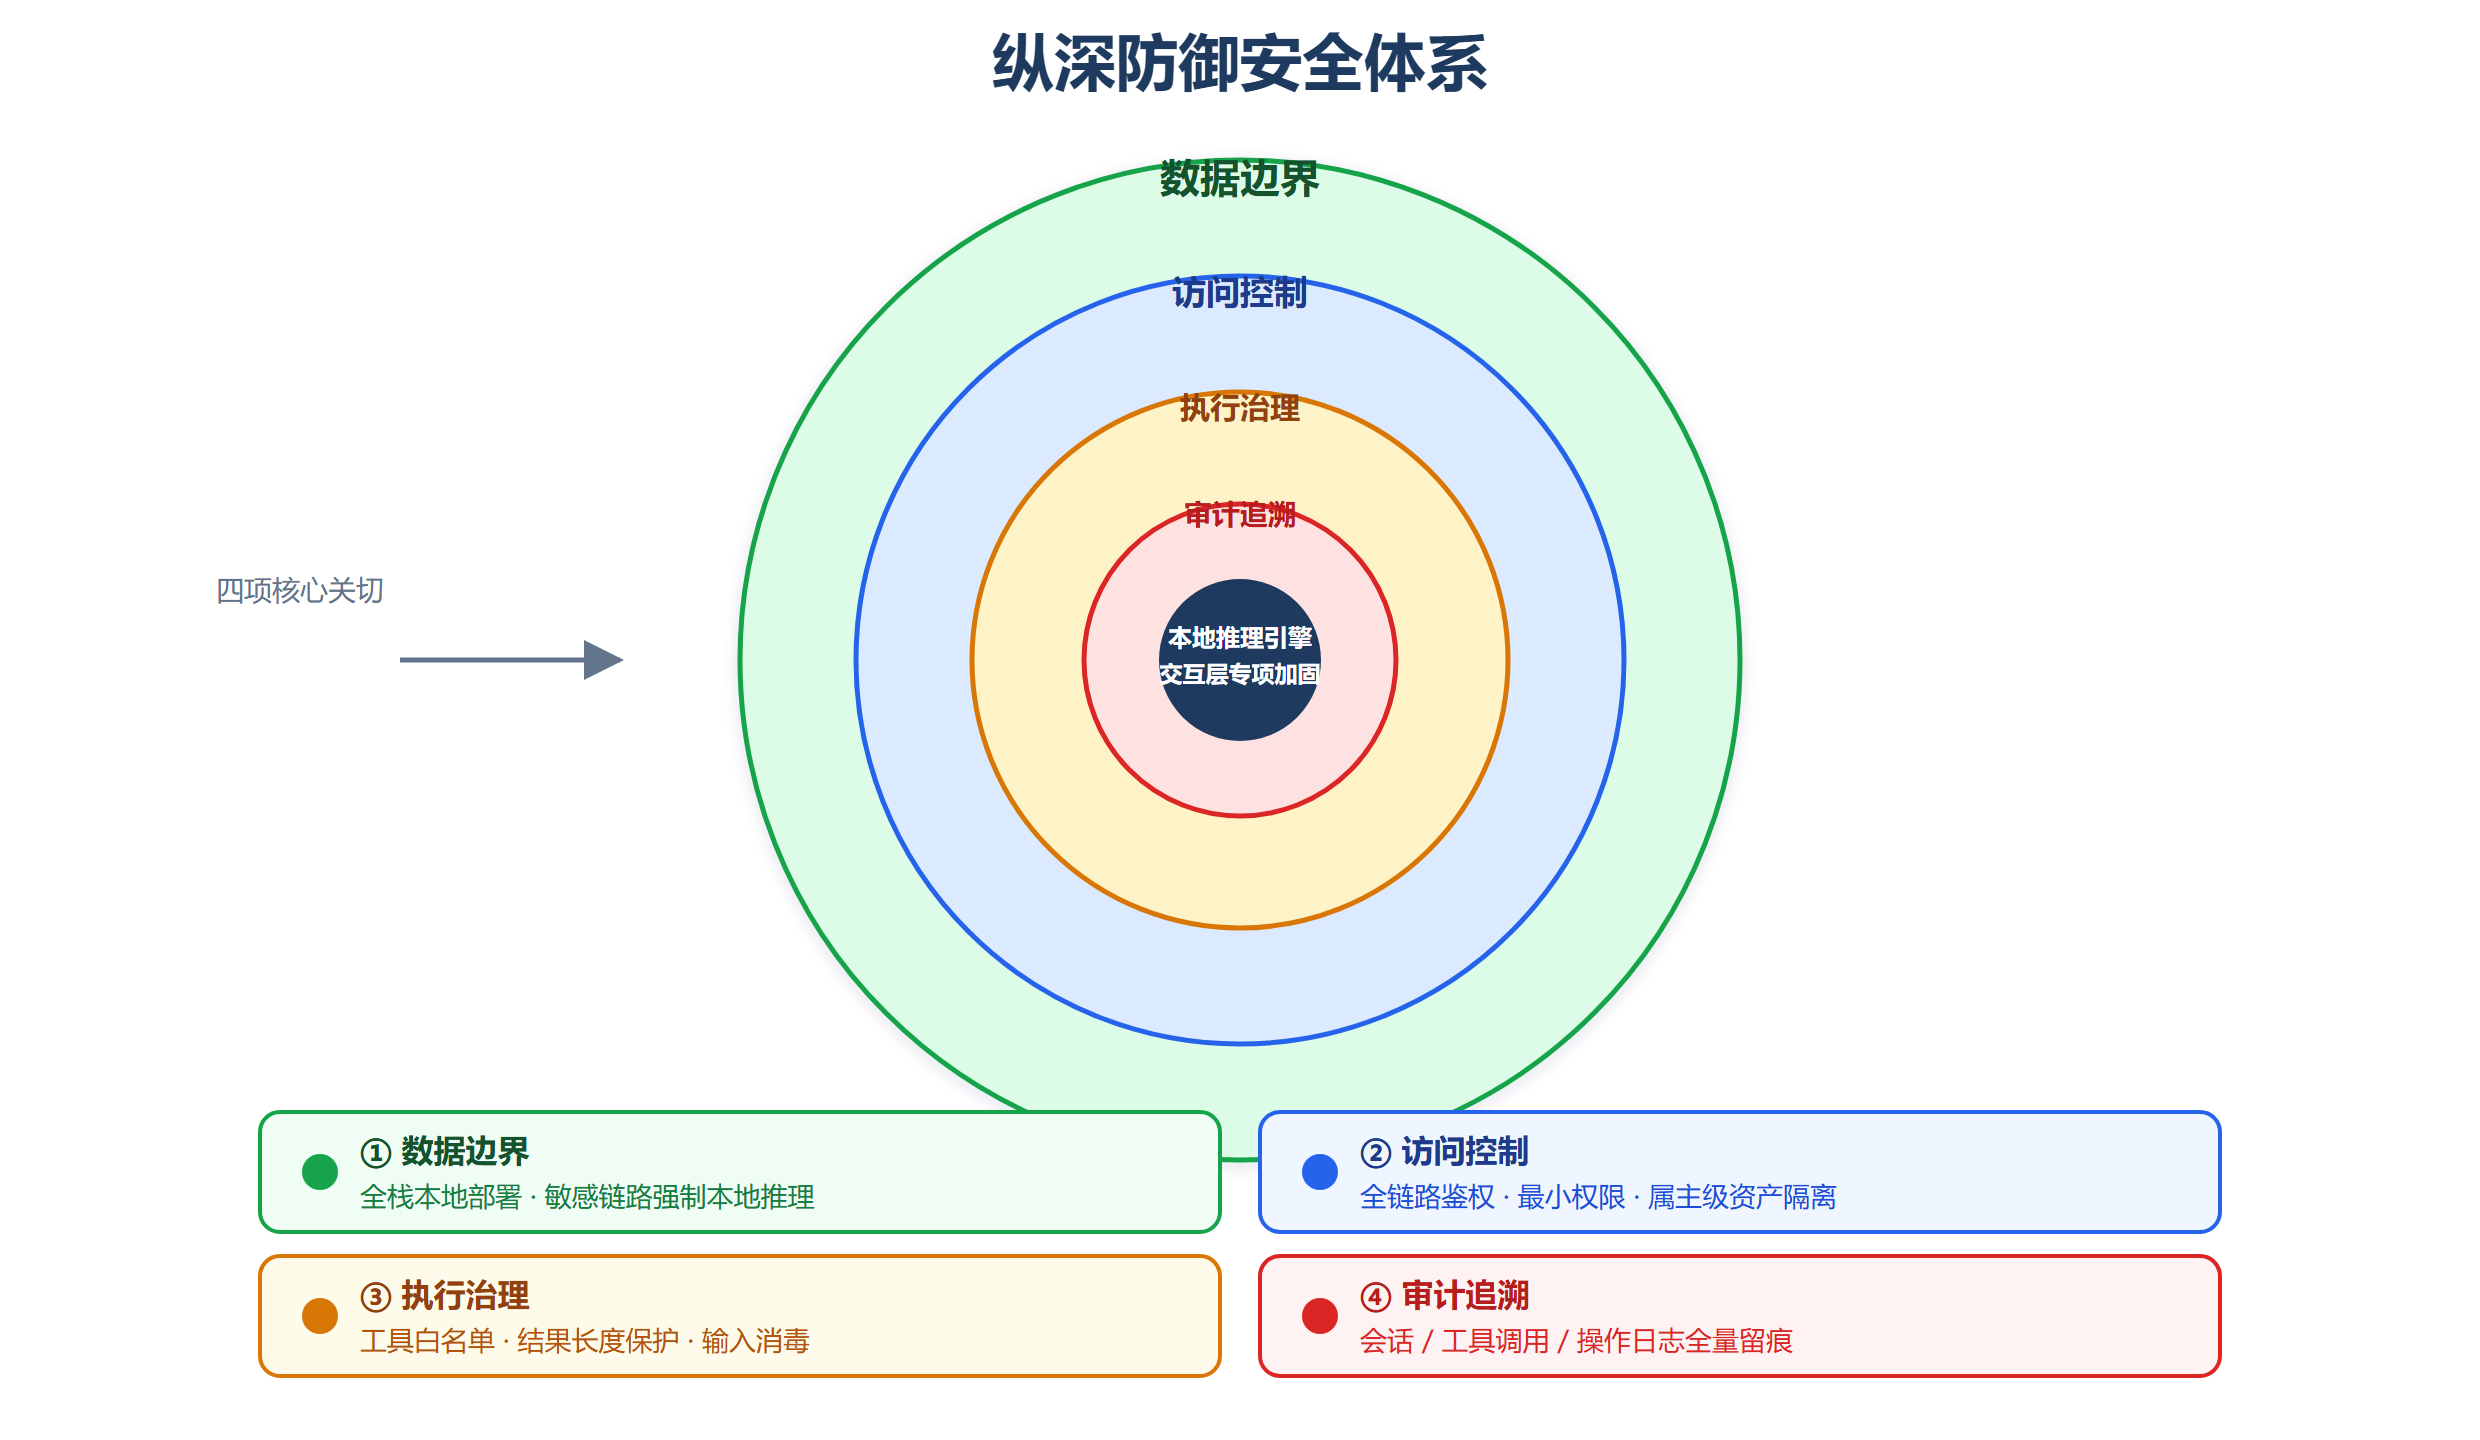 纵深防御安全体系
数据边界
访问控制
执行治理
审计追溯
四项核心关切
本地推理引擎
交互层专项加固
① 数据边界
全栈本地部署 · 敏感链路强制本地推理
② 访问控制
全链路鉴权 · 最小权限 · 属主级资产隔离
③ 执行治理
工具白名单 · 结果长度保护 · 输入消毒
④ 审计追溯
会话 / 工具调用 / 操作日志全量留痕